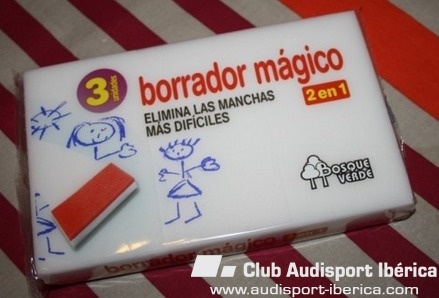 3
unidades
borrador mágico
ELIMINA LAS MANCHAS
MÁS DIFÍCILES
2 en 1
BOSQUE
VERDE
borrador mágico
Club Audisport Ibérica
www.audisport-iberica.com